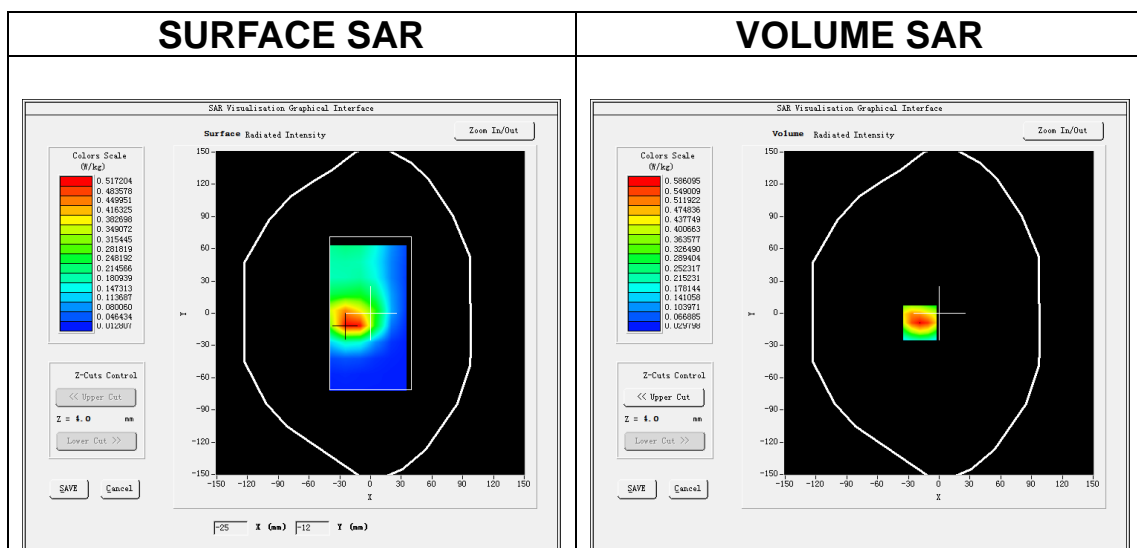 SURFACE SAR
VOLUME SAR
SAR Visualisation Graphical Interface
Surface Radiated Intensity
Zoom In/Out
Colors Scale
(W/kg)
0.517204
0.483578
0.449951
0.416325
0.382698
0.349072
0.315445
0.281819
0.248192
0.214566
0.180939
0.147313
0.113687
0.080060
0.046434
0.012807
150
120
90
60
30
0
-30
-60
-90
-120
-150
Y
-150 -120 -90 -60 -30 0 30 60 90 120 150
X
Z-Cuts Control
<< Upper Cut
Z = 4.0 mm
Lower Cut >>
SAVE Cancel
-25 X (mm) -12 Y (mm)
SAR Visualisation Graphical Interface
Volume Radiated Intensity
Zoom In/Out
Colors Scale
(W/kg)
0.586095
0.549009
0.511922
0.474836
0.437749
0.400663
0.363577
0.326490
0.289404
0.252317
0.215231
0.178144
0.141058
0.103971
0.066885
0.029798
150
120
90
60
30
0
-30
-60
-90
-120
-150
Y
-150 -120 -90 -60 -30 0 30 60 90 120 150
X
Z-Cuts Control
<< Upper Cut
Z = 4.0 mm
Lower Cut >>
SAVE Cancel